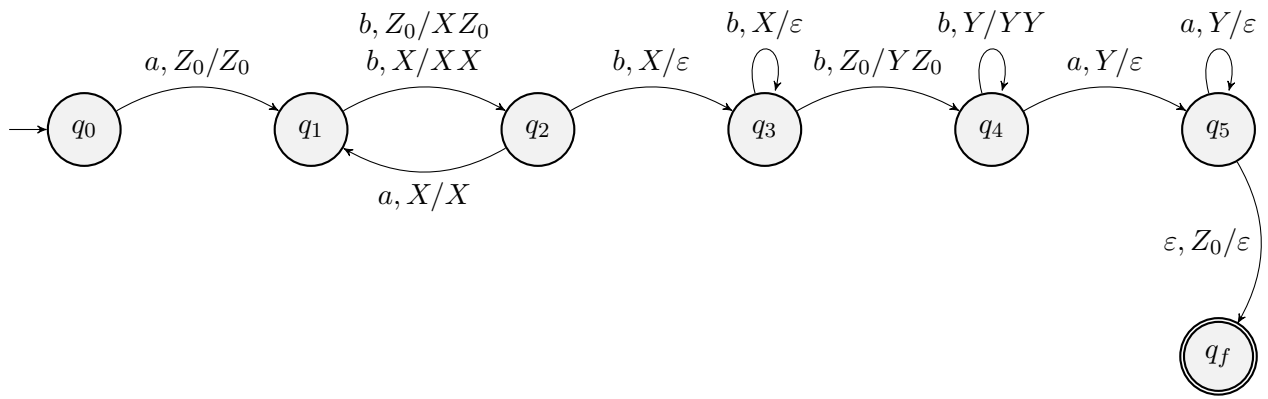 b, Z₀/XZ₀
b, X/XX
a, Z₀/Z₀
b, X/ε
b, X/ε
b, Z₀/YZ₀
b, Y/YY
a, Y/ε
a, Y/ε
q₀
q₁
q₂
q₃
q₄
q₅
a, X/X
ε, Z₀/ε
q_f